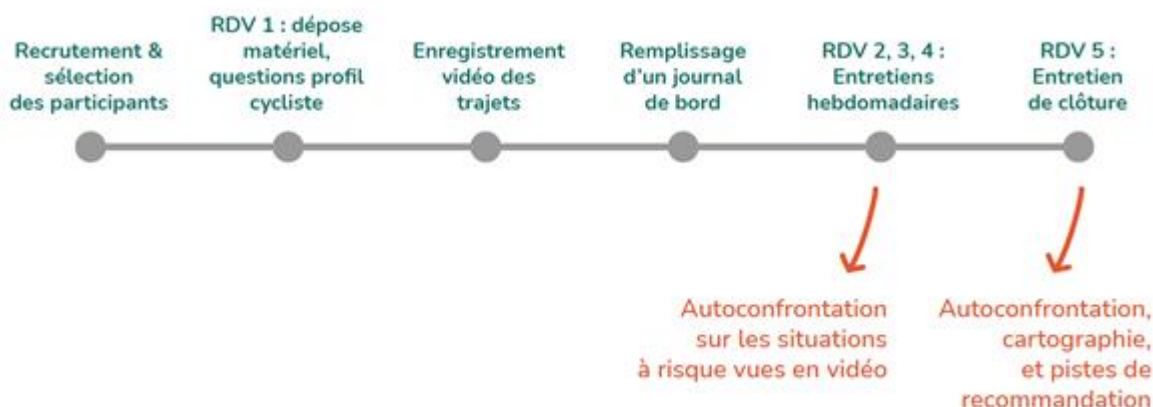 Recrutement &
sélection
des participants
RDV 1 : dépose
matériel,
questions profil
cycliste
Enregistrement
vidéo des
trajets
Remplissage
d'un journal
de bord
RDV 2, 3, 4 :
Entretiens
hebdomadaires
RDV 5 :
Entretien
de clôture
Autoconfrontation
sur les situations
à risque vues en vidéo
Autoconfrontation,
cartographie,
et pistes de
recommandation